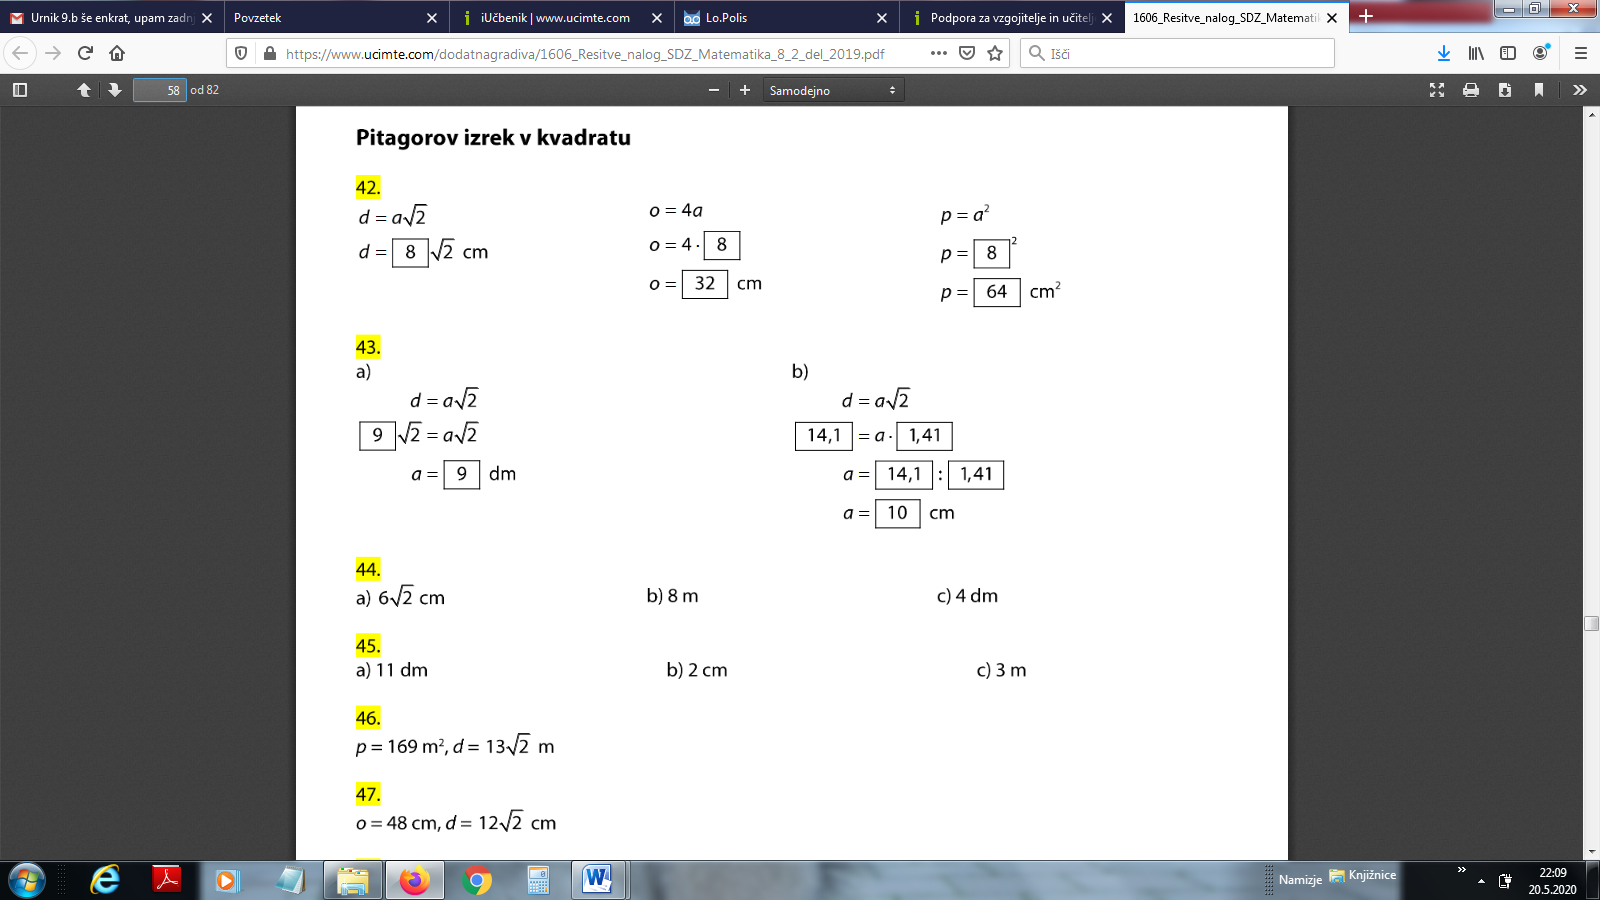 Urnik 9.b še enkrat, upam zadnj
Povzetek
iUčbenik | www.ucimte.com
Lo.Polis
Podpora za vzgojitelje in učitelj
1606_Resitve_nalog_SDZ_Matematik
https://www.ucimte.com/dodatnagradiva/1606_Resitve_nalog_SDZ_Matematika_8_2_del_2019.pdf
Išči
58 od 82
Samodejno
Pitagorov izrek v kvadratu
42.
d = a√2
d = 8 √2 cm
o = 4a
o = 4 · 8
o = 32 cm
p = a²
p = 8 ²
p = 64 cm²
43.
a)
d = a√2
9 √2 = a√2
a = 9 dm
b)
d = a√2
14,1 = a · 1,41
a = 14,1 : 1,41
a = 10 cm
44.
a) 6√2 cm b) 8 m c) 4 dm
45.
a) 11 dm b) 2 cm c) 3 m
46.
p = 169 m², d = 13√2 m
47.
o = 48 cm, d = 12√2 cm
Namizje
Knjižnice
22:09
20.5.2020